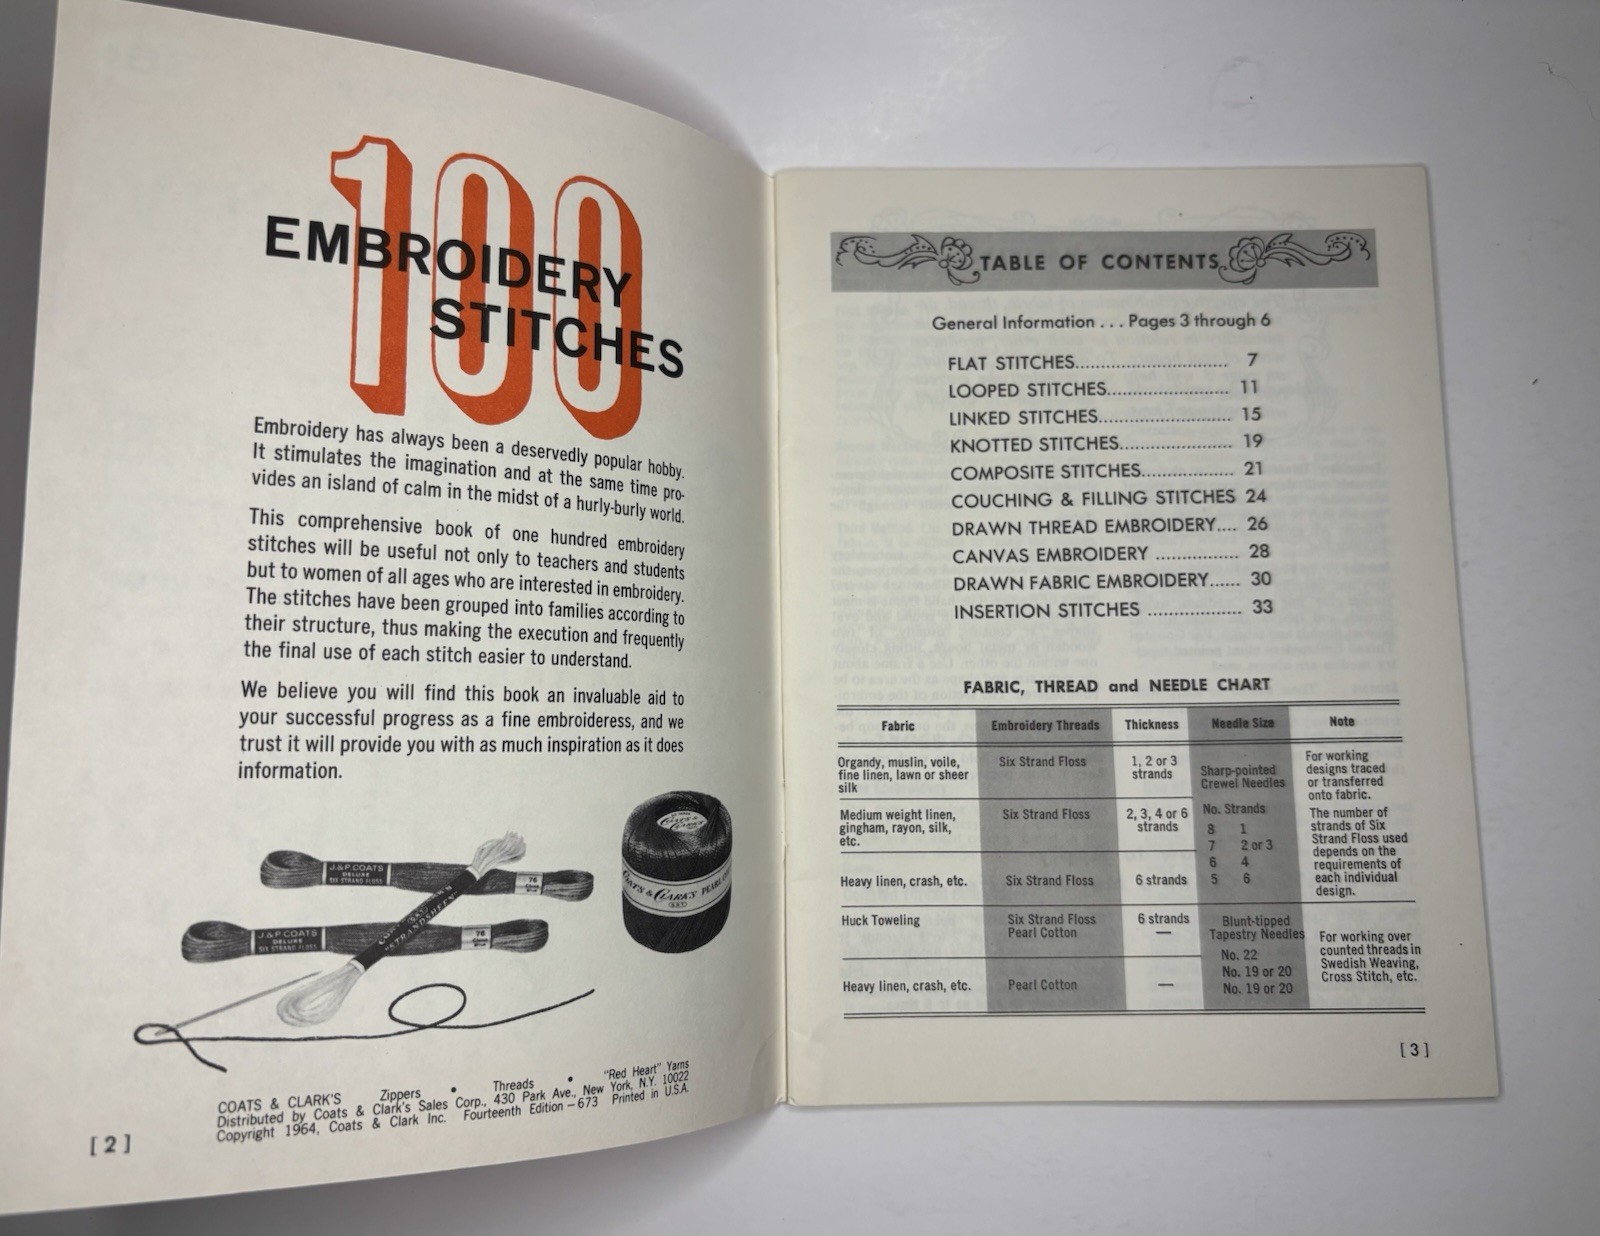 100
EMBROIDERY
STITCHES
Embroidery has always been a deservedly popular hobby.
It stimulates the imagination and at the same time pro-
vides an island of calm in the midst of a hurly-burly world.
This comprehensive book of one hundred embroidery
stitches will be useful not only to teachers and students
but to women of all ages who are interested in embroidery.
The stitches have been grouped into families according to
their structure, thus making the execution and frequently
the final use of each stitch easier to understand.
We believe you will find this book an invaluable aid to
your successful progress as a fine embroideress, and we
trust it will provide you with as much inspiration as it does
information.
J.&P. COATS
DELUXE
SIX STRAND FLOSS
76
COATS & CLARK'S PEARL
J.&P. COATS
DELUXE
SIX STRAND FLOSS
76
"STRANDSHEEN"
COATS & CLARK'S Zippers • Threads • "Red Heart" Yarns
Distributed by Coats & Clark's Sales Corp., 430 Park Ave., New York, N.Y. 10022
Copyright 1964, Coats & Clark Inc. Fourteenth Edition – 673 Printed in U.S.A.
[ 2 ]
TABLE OF CONTENTS
General Information . . . Pages 3 through 6
FLAT STITCHES............................ 7
LOOPED STITCHES...................... 11
LINKED STITCHES........................ 15
KNOTTED STITCHES.................... 19
COMPOSITE STITCHES................ 21
COUCHING & FILLING STITCHES 24
DRAWN THREAD EMBROIDERY.... 26
CANVAS EMBROIDERY ............... 28
DRAWN FABRIC EMBROIDERY...... 30
INSERTION STITCHES ................. 33
FABRIC, THREAD and NEEDLE CHART
Fabric Embroidery Threads Thickness Needle Size Note
Organdy, muslin, voile,
fine linen, lawn or sheer
silk
Six Strand Floss
1, 2 or 3
strands
Sharp-pointed
Crewel Needles
For working
designs traced
or transferred
onto fabric.
Medium weight linen,
gingham, rayon, silk,
etc.
Six Strand Floss
2, 3, 4 or 6
strands
No. Strands
8 1
7 2 or 3
6 4
5 6
The number of
strands of Six
Strand Floss used
depends on the
requirements of
each individual
design.
Heavy linen, crash, etc. Six Strand Floss 6 strands
Huck Toweling
Six Strand Floss
Pearl Cotton
6 strands
—
Blunt-tipped
Tapestry Needles
No. 22
No. 19 or 20
No. 19 or 20
For working over
counted threads in
Swedish Weaving,
Cross Stitch, etc.
Heavy linen, crash, etc. Pearl Cotton —
[ 3 ]